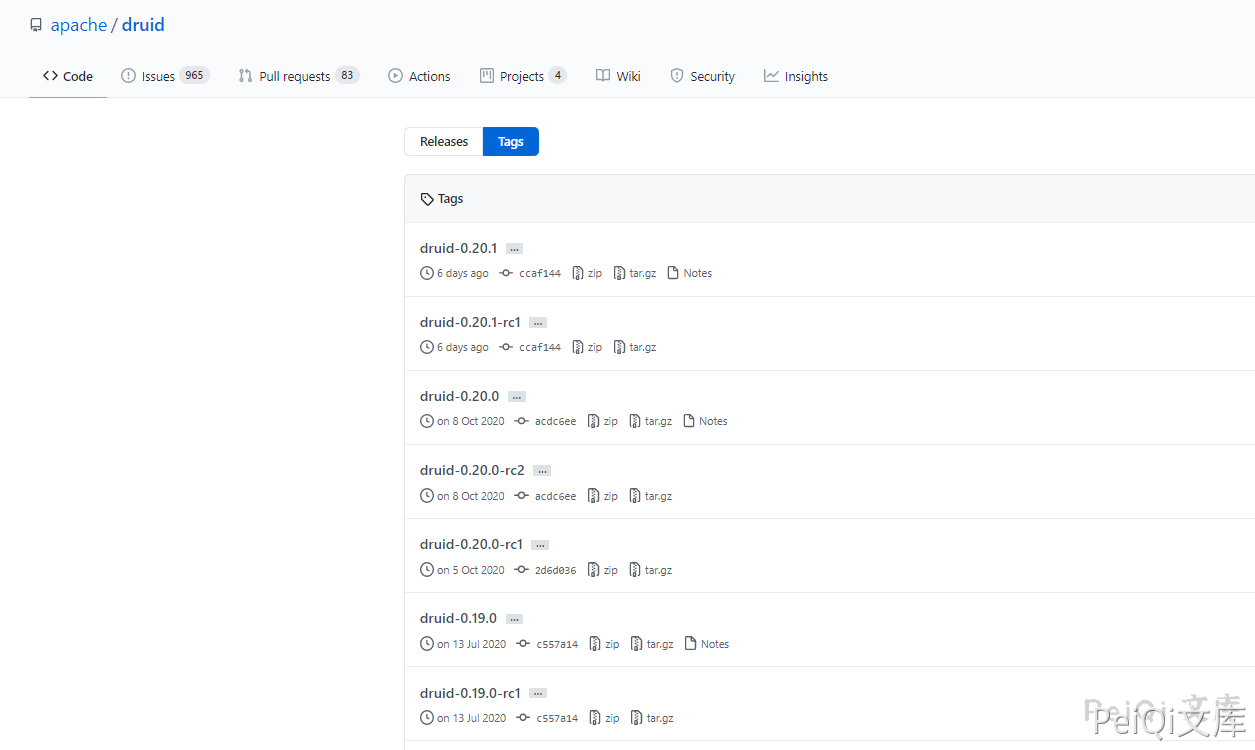 apache / druid
Code Issues 965 Pull requests 83 Actions Projects 4 Wiki Security Insights
Releases Tags
Tags
druid-0.20.1 ...
6 days ago ccaf144 zip tar.gz Notes
druid-0.20.1-rc1 ...
6 days ago ccaf144 zip tar.gz
druid-0.20.0 ...
on 8 Oct 2020 acdc6ee zip tar.gz Notes
druid-0.20.0-rc2 ...
on 8 Oct 2020 acdc6ee zip tar.gz
druid-0.20.0-rc1 ...
on 5 Oct 2020 2d6d036 zip tar.gz
druid-0.19.0 ...
on 13 Jul 2020 c557a14 zip tar.gz Notes
druid-0.19.0-rc1 ...
on 13 Jul 2020 c557a14 zip tar.gz
PeiQi 文库
PeiQi文库